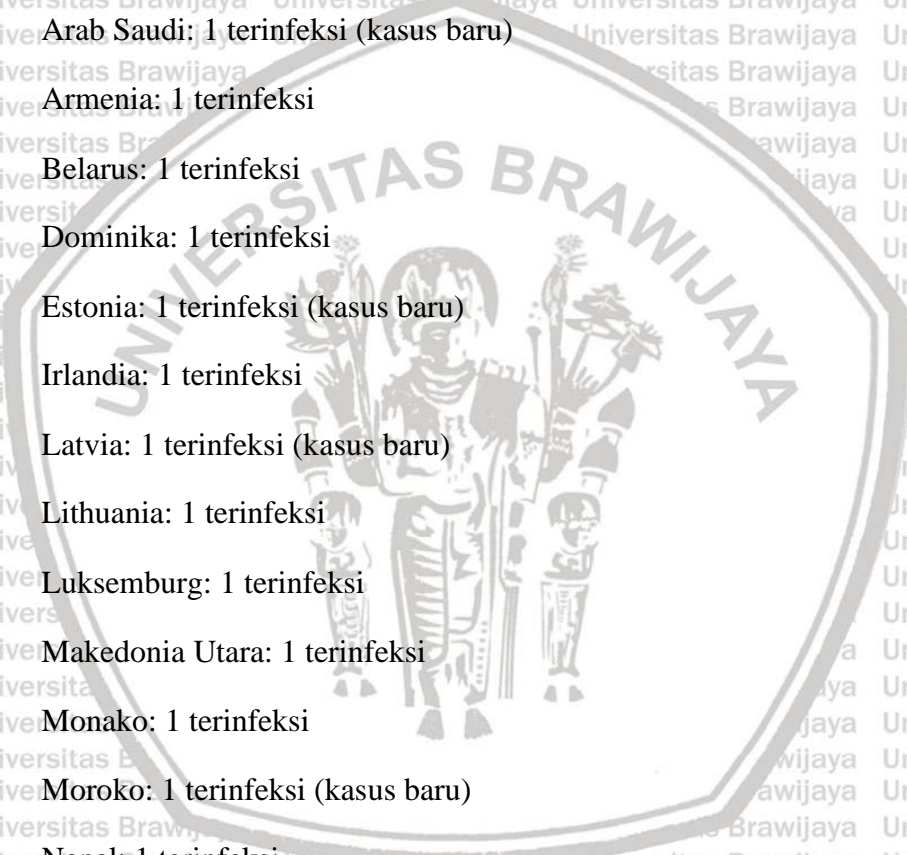 Arab Saudi: 1 terinfeksi (kasus baru)
Armenia: 1 terinfeksi
Belarus: 1 terinfeksi
UNIVERSITAS BRAWIJAYA
Dominika: 1 terinfeksi
Estonia: 1 terinfeksi (kasus baru)
Irlandia: 1 terinfeksi
Latvia: 1 terinfeksi (kasus baru)
Lithuania: 1 terinfeksi
Luksemburg: 1 terinfeksi
Makedonia Utara: 1 terinfeksi
Monako: 1 terinfeksi
Moroko: 1 terinfeksi (kasus baru)